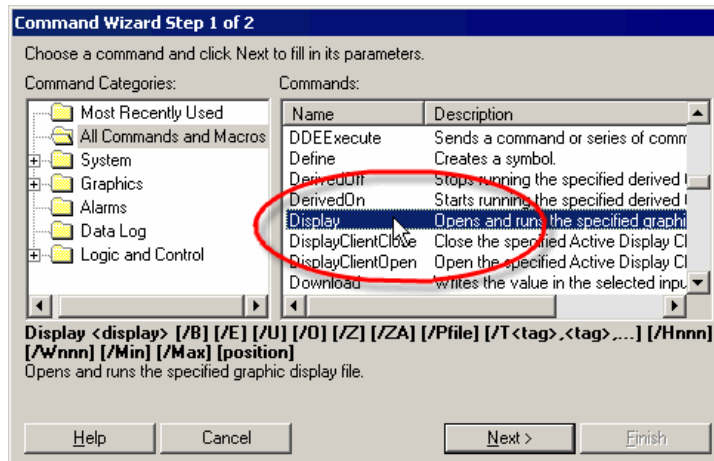 Command Wizard Step 1 of 2
Choose a command and click Next to fill in its parameters.
Command Categories:
Commands:
Most Recently Used
All Commands and Macros
System
Graphics
Alarms
Data Log
Logic and Control
Name Description
DDEExecute Sends a command or series of comm
Define Creates a symbol.
DerivedOff Stops running the specified derived
DerivedOn Starts running the specified derived
Display Opens and runs the specified graphi
DisplayClientClose Close the specified Active Display Cl
DisplayClientOpen Open the specified Active Display Cl
Download Writes the value in the selected inpu
Display <display> [/B] [/E] [/U] [/O] [/Z] [/ZA] [/Pfile] [/T<tag>,<tag>,...] [/Hnnn]
[/Wnnn] [/Min] [/Max] [position]
Opens and runs the specified graphic display file.
Help Cancel Next > Finish